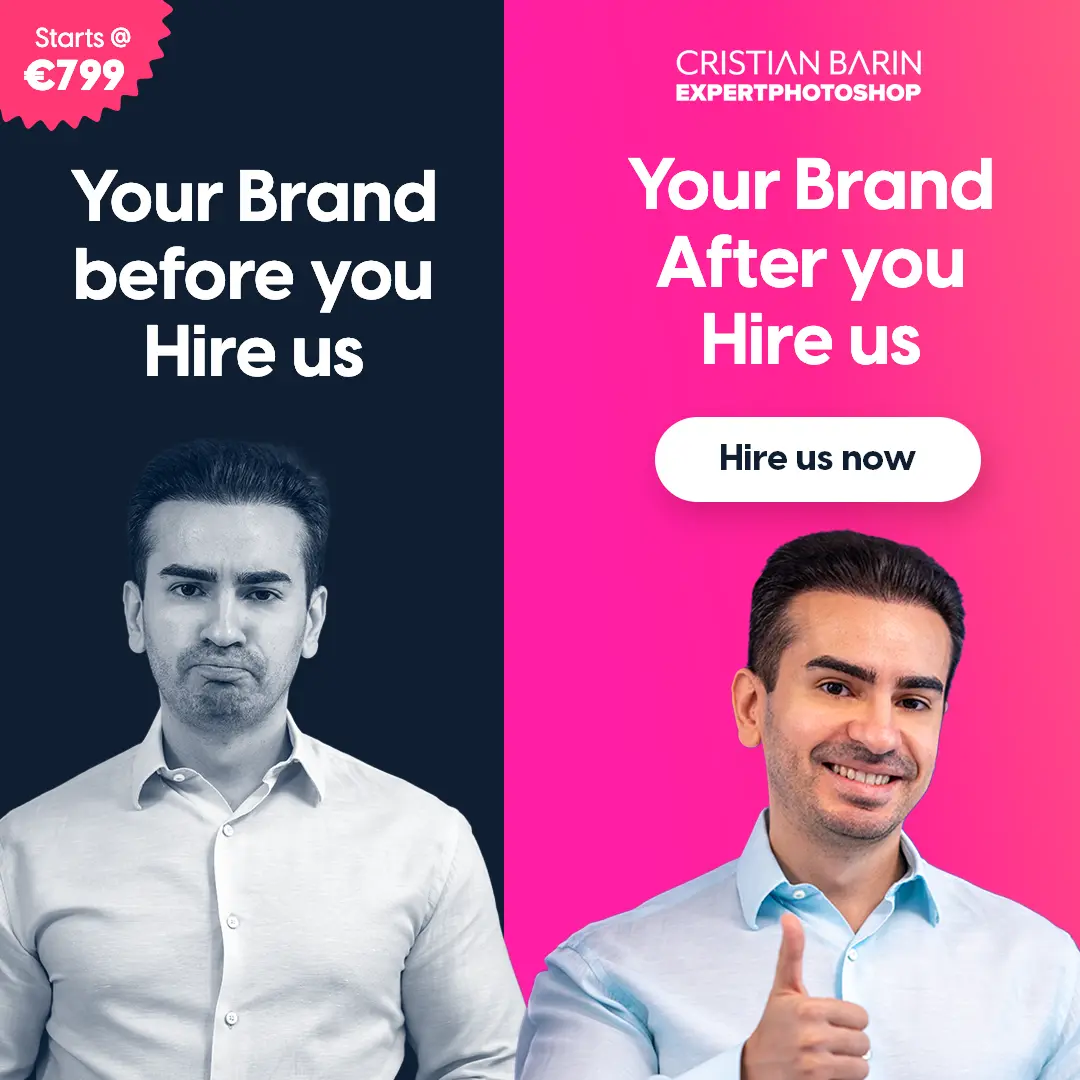 Starts @
€799
Your Brand
before you
Hire us
CRISTIAN BARIN
EXPERTPHOTOSHOP
Your Brand
After you
Hire us
Hire us now